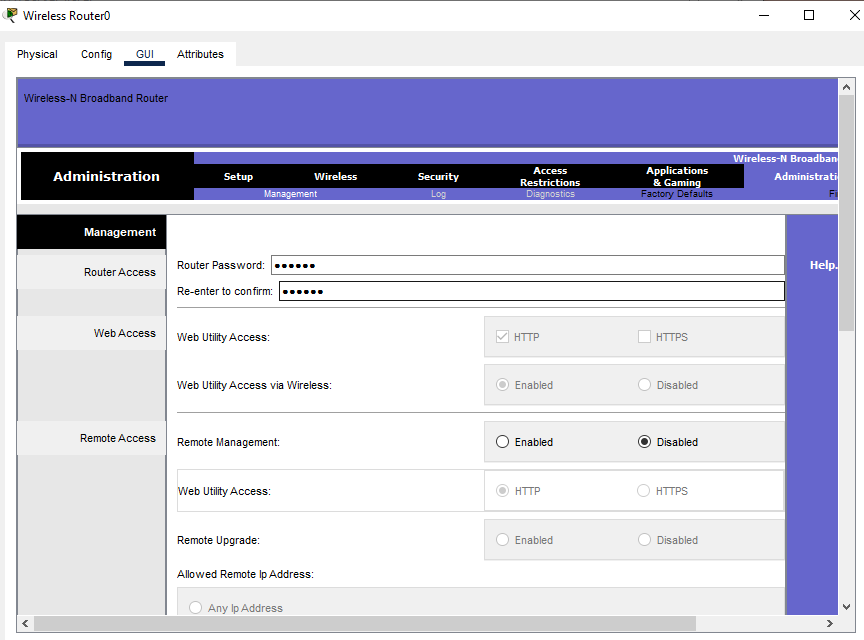 Wireless Router0
Physical Config GUI Attributes
Wireless-N Broadband Router
Wireless-N Broadban
Administration Setup Wireless Security Access Restrictions Applications & Gaming Administrati
Management Log Diagnostics Factory Defaults Fi
Management
Help.
Router Access
Router Password: ●●●●●●
Re-enter to confirm: ●●●●●●
Web Access
Web Utility Access: HTTP HTTPS
Web Utility Access via Wireless: Enabled Disabled
Remote Access
Remote Management: Enabled Disabled
Web Utility Access: HTTP HTTPS
Remote Upgrade: Enabled Disabled
Allowed Remote Ip Address:
Any Ip Address